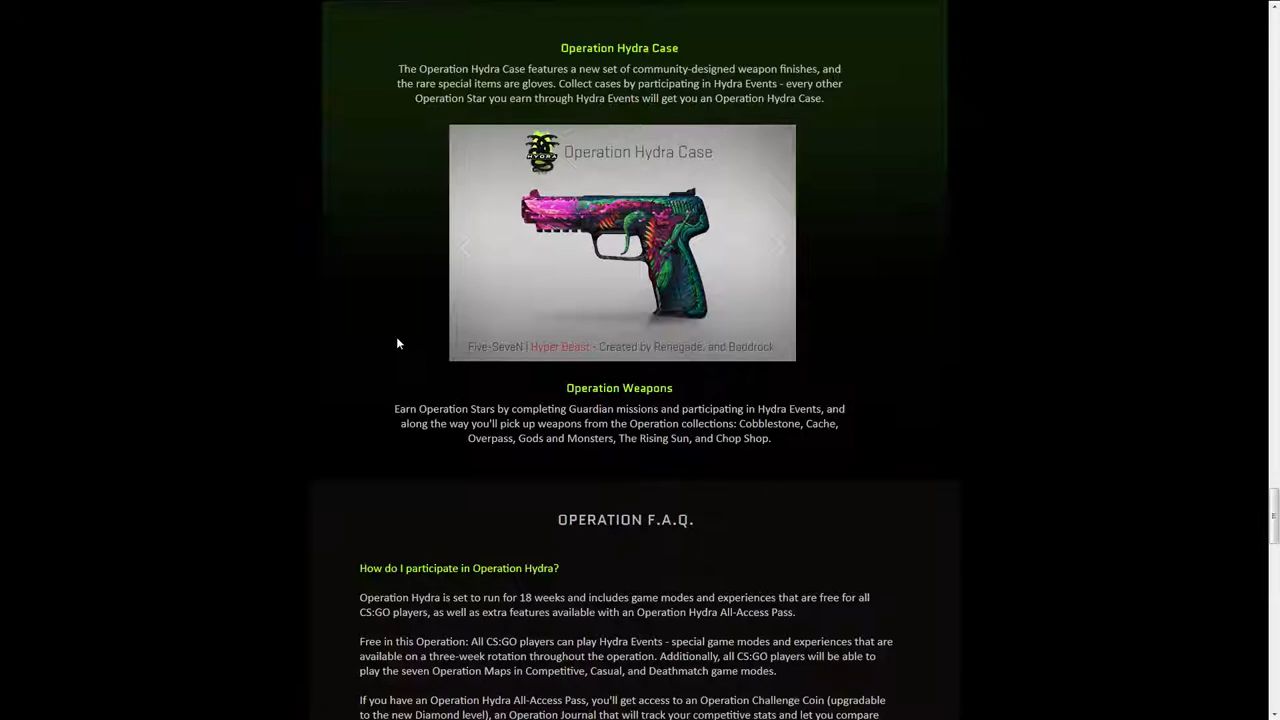 Operation Hydra Case
The Operation Hydra Case features a new set of community-designed weapon finishes, and
the rare special items are gloves. Collect cases by participating in Hydra Events - every other
Operation Star you earn through Hydra Events will get you an Operation Hydra Case.
HYDRA
Operation Hydra Case
Five-SeveN | Hyper Beast - Created by Renegade. and Baddrock
Operation Weapons
Earn Operation Stars by completing Guardian missions and participating in Hydra Events, and
along the way you'll pick up weapons from the Operation collections: Cobblestone, Cache,
Overpass, Gods and Monsters, The Rising Sun, and Chop Shop.
OPERATION F.A.Q.
How do I participate in Operation Hydra?
Operation Hydra is set to run for 18 weeks and includes game modes and experiences that are free for all
CS:GO players, as well as extra features available with an Operation Hydra All-Access Pass.
Free in this Operation: All CS:GO players can play Hydra Events - special game modes and experiences that are
available on a three-week rotation throughout the operation. Additionally, all CS:GO players will be able to
play the seven Operation Maps in Competitive, Casual, and Deathmatch game modes.
If you have an Operation Hydra All-Access Pass, you'll get access to an Operation Challenge Coin (upgradable
to the new Diamond level), an Operation Journal that will track your competitive stats and let you compare